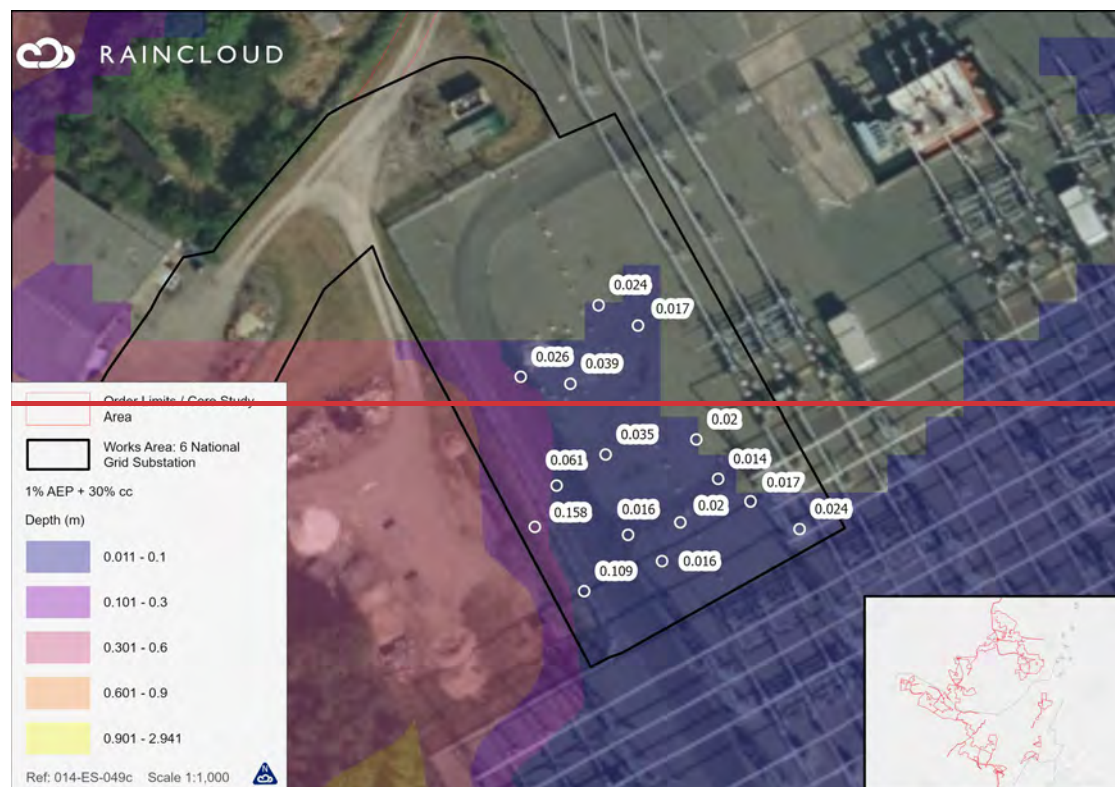 RAINCLOUD
0.024
0.017
0.026
0.039
0.02
0.035
0.014
0.061
0.017
0.158
0.016
0.02
0.024
0.016
0.109
Order Limits / Core Study
Area
Works Area: 6 National
Grid Substation
1% AEP + 30% cc
Depth (m)
0.011 - 0.1
0.101 - 0.3
0.301 - 0.6
0.601 - 0.9
0.901 - 2.941
Ref: 014-ES-049c Scale 1:1,000
N